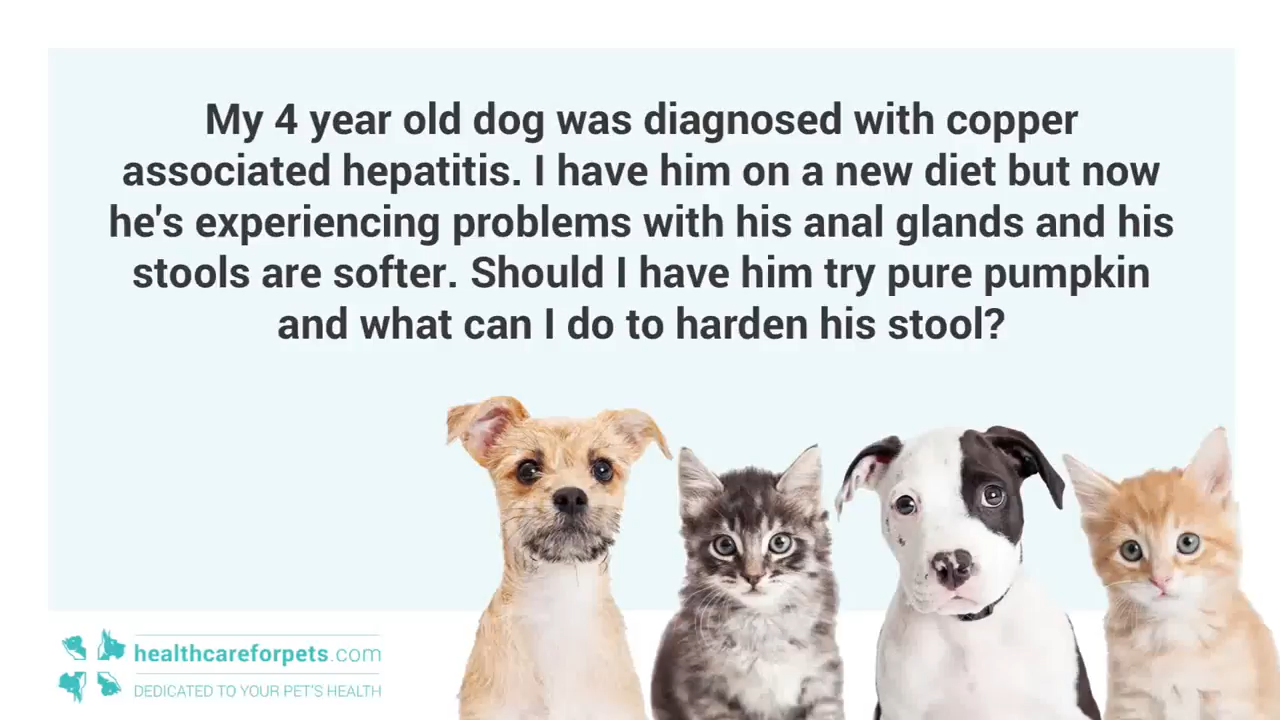 My 4 year old dog was diagnosed with copper
associated hepatitis. I have him on a new diet but now
he's experiencing problems with his anal glands and his
stools are softer. Should I have him try pure pumpkin
and what can I do to harden his stool?
healthcareforpets.com
DEDICATED TO YOUR PET'S HEALTH